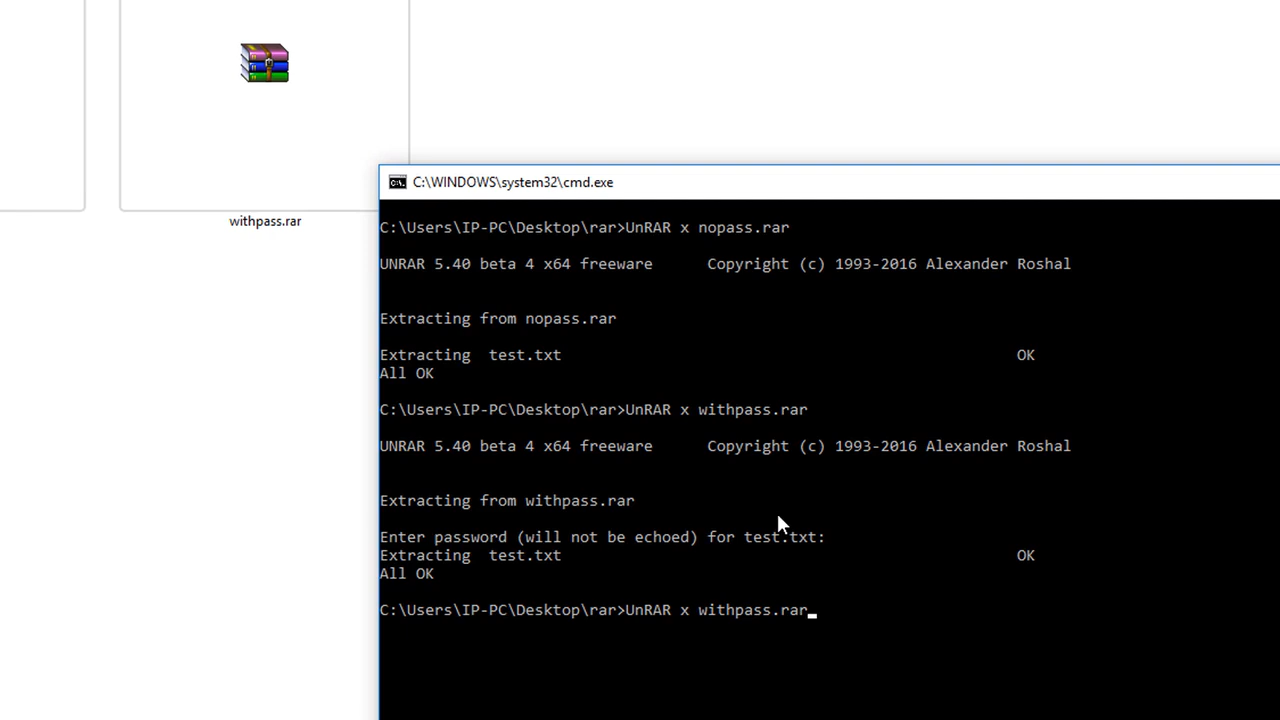 withpass.rar
C:\WINDOWS\system32\cmd.exe
C:\Users\IP-PC\Desktop\rar>UnRAR x nopass.rar
UNRAR 5.40 beta 4 x64 freeware      Copyright (c) 1993-2016 Alexander Roshal
Extracting from nopass.rar
Extracting  test.txt                                                  OK
All OK
C:\Users\IP-PC\Desktop\rar>UnRAR x withpass.rar
UNRAR 5.40 beta 4 x64 freeware      Copyright (c) 1993-2016 Alexander Roshal
Extracting from withpass.rar
Enter password (will not be echoed) for test.txt:
Extracting  test.txt                                                  OK
All OK
C:\Users\IP-PC\Desktop\rar>UnRAR x withpass.rar